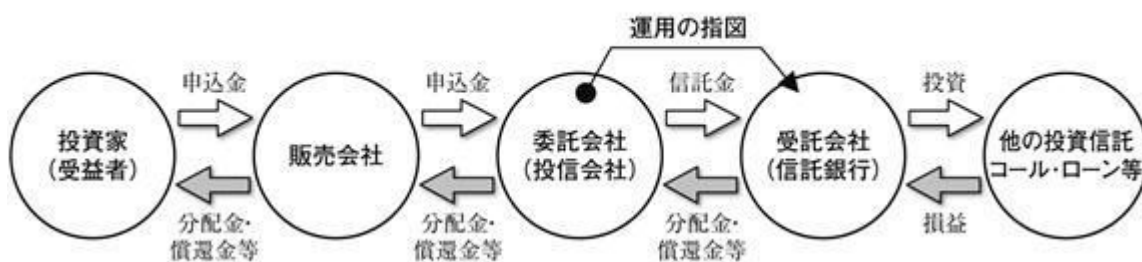 運用の指図
申込金
申込金
信託金
投資
投資家
(受益者)
販売会社
委託会社
(投信会社)
受託会社
(信託銀行)
他の投資信託
コール・ローン等
分配金・
償還金等
分配金・
償還金等
分配金・
償還金等
損益